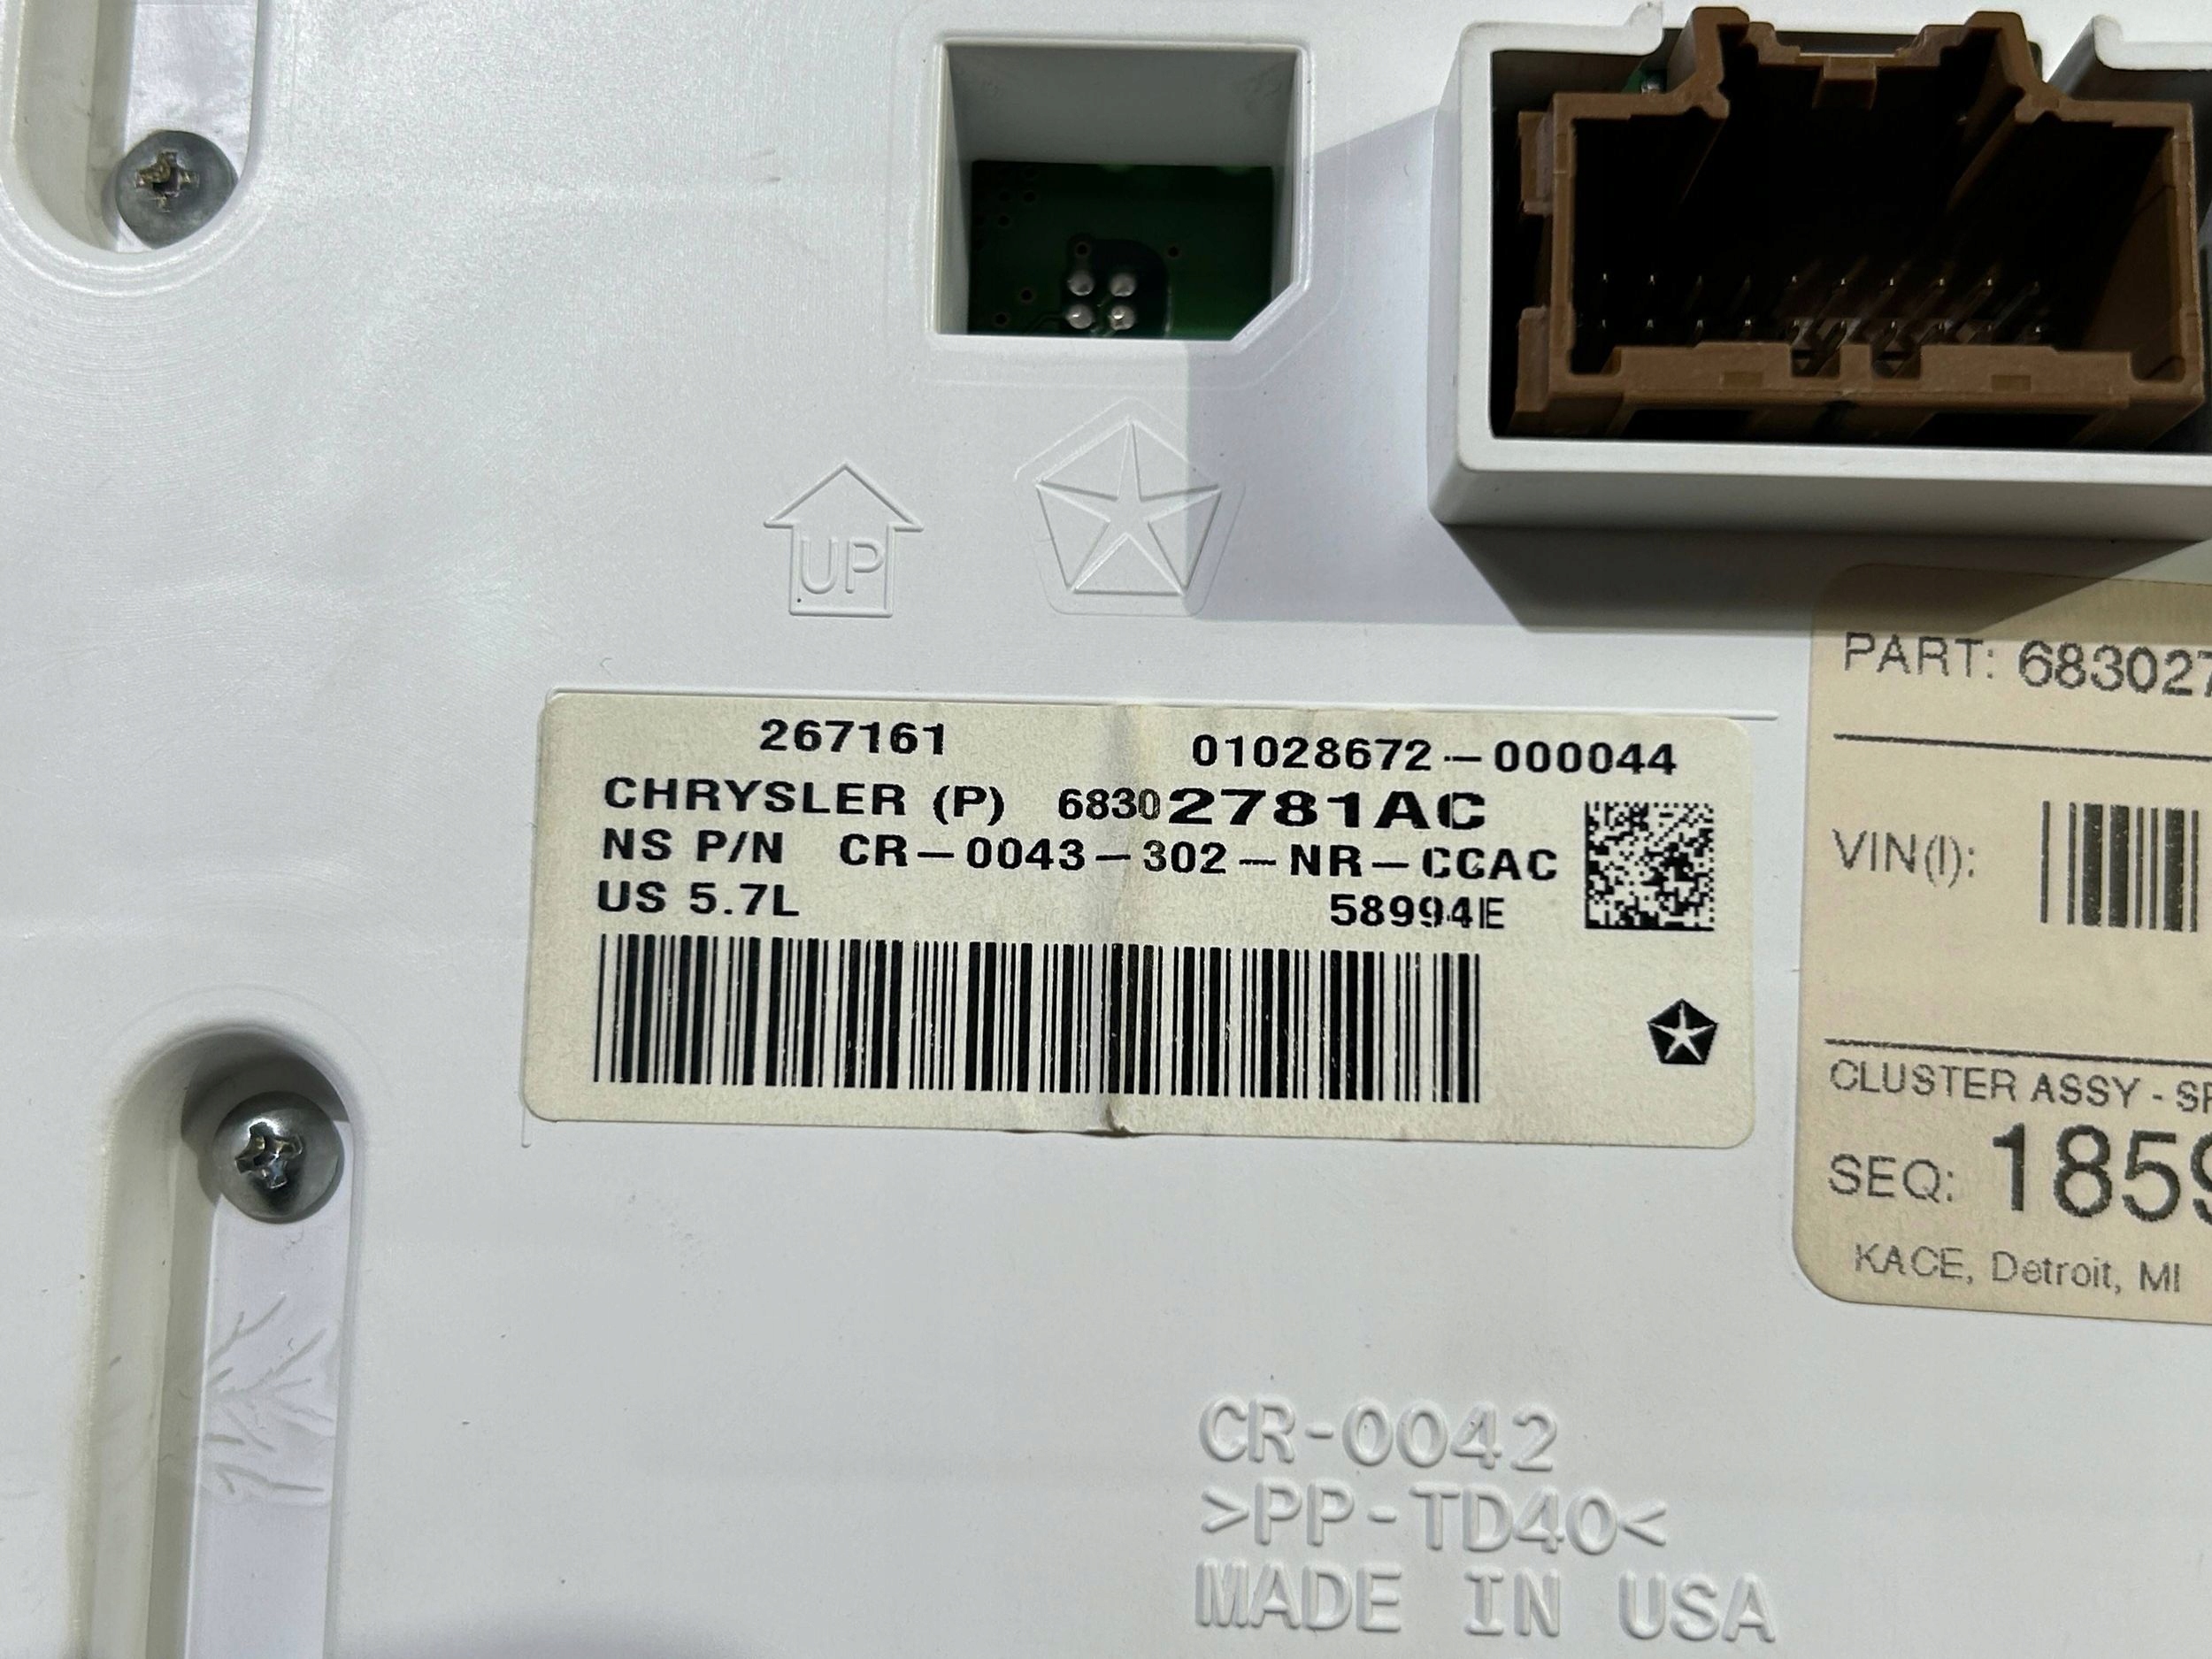 UP
267161 01028672-000044
CHRYSLER (P) 68302781AC
NS P/N CR-0043-302-NR-CCAC
US 5.7L 58994E
PART: 683027
VIN(I):
CLUSTER ASSY - SP
SEQ: 1859
KACE, Detroit, MI
CR-0042
>PP-TD40<
MADE IN USA